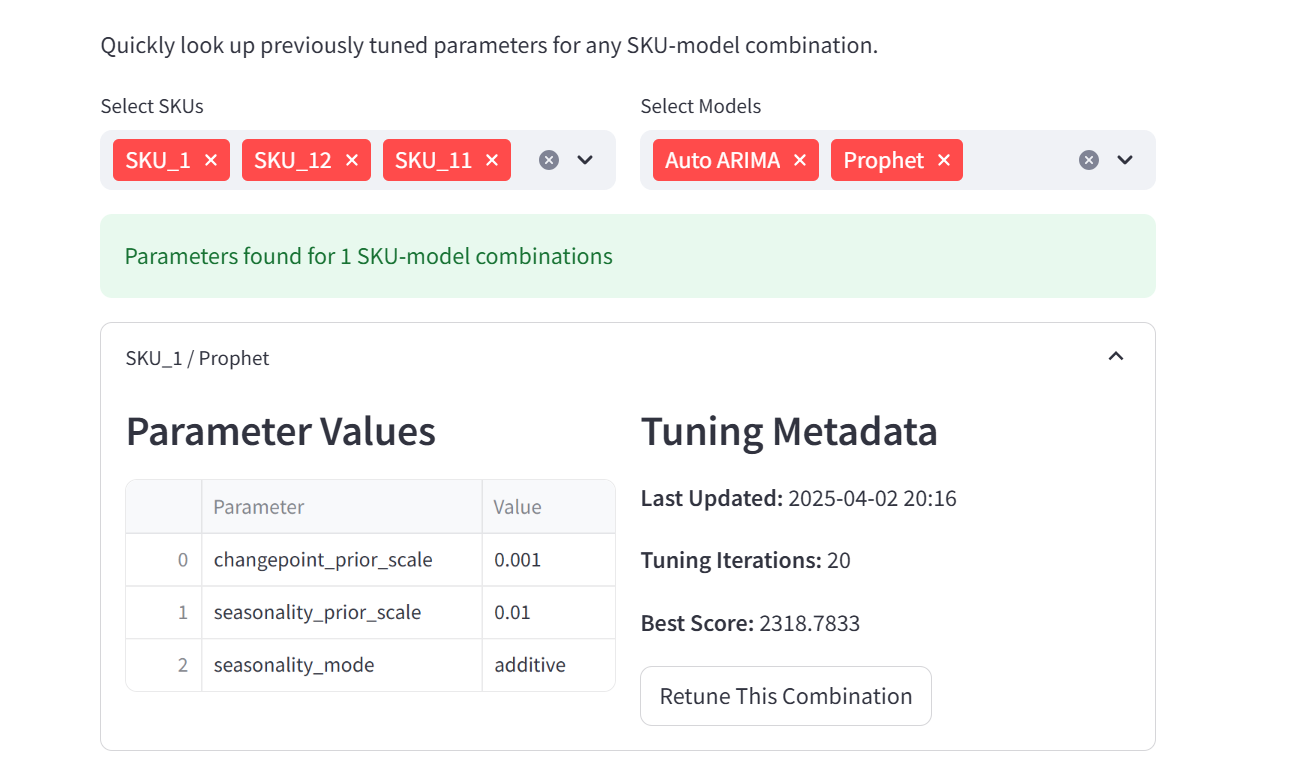 Quickly look up previously tuned parameters for any SKU-model combination.
Select SKUs
Select Models
SKU_1 × SKU_12 × SKU_11 ×
Auto ARIMA × Prophet ×
Parameters found for 1 SKU-model combinations
SKU_1 / Prophet
Parameter Values
Parameter Value
0 changepoint_prior_scale 0.001
1 seasonality_prior_scale 0.01
2 seasonality_mode additive
Tuning Metadata
Last Updated: 2025-04-02 20:16
Tuning Iterations: 20
Best Score: 2318.7833
Retune This Combination